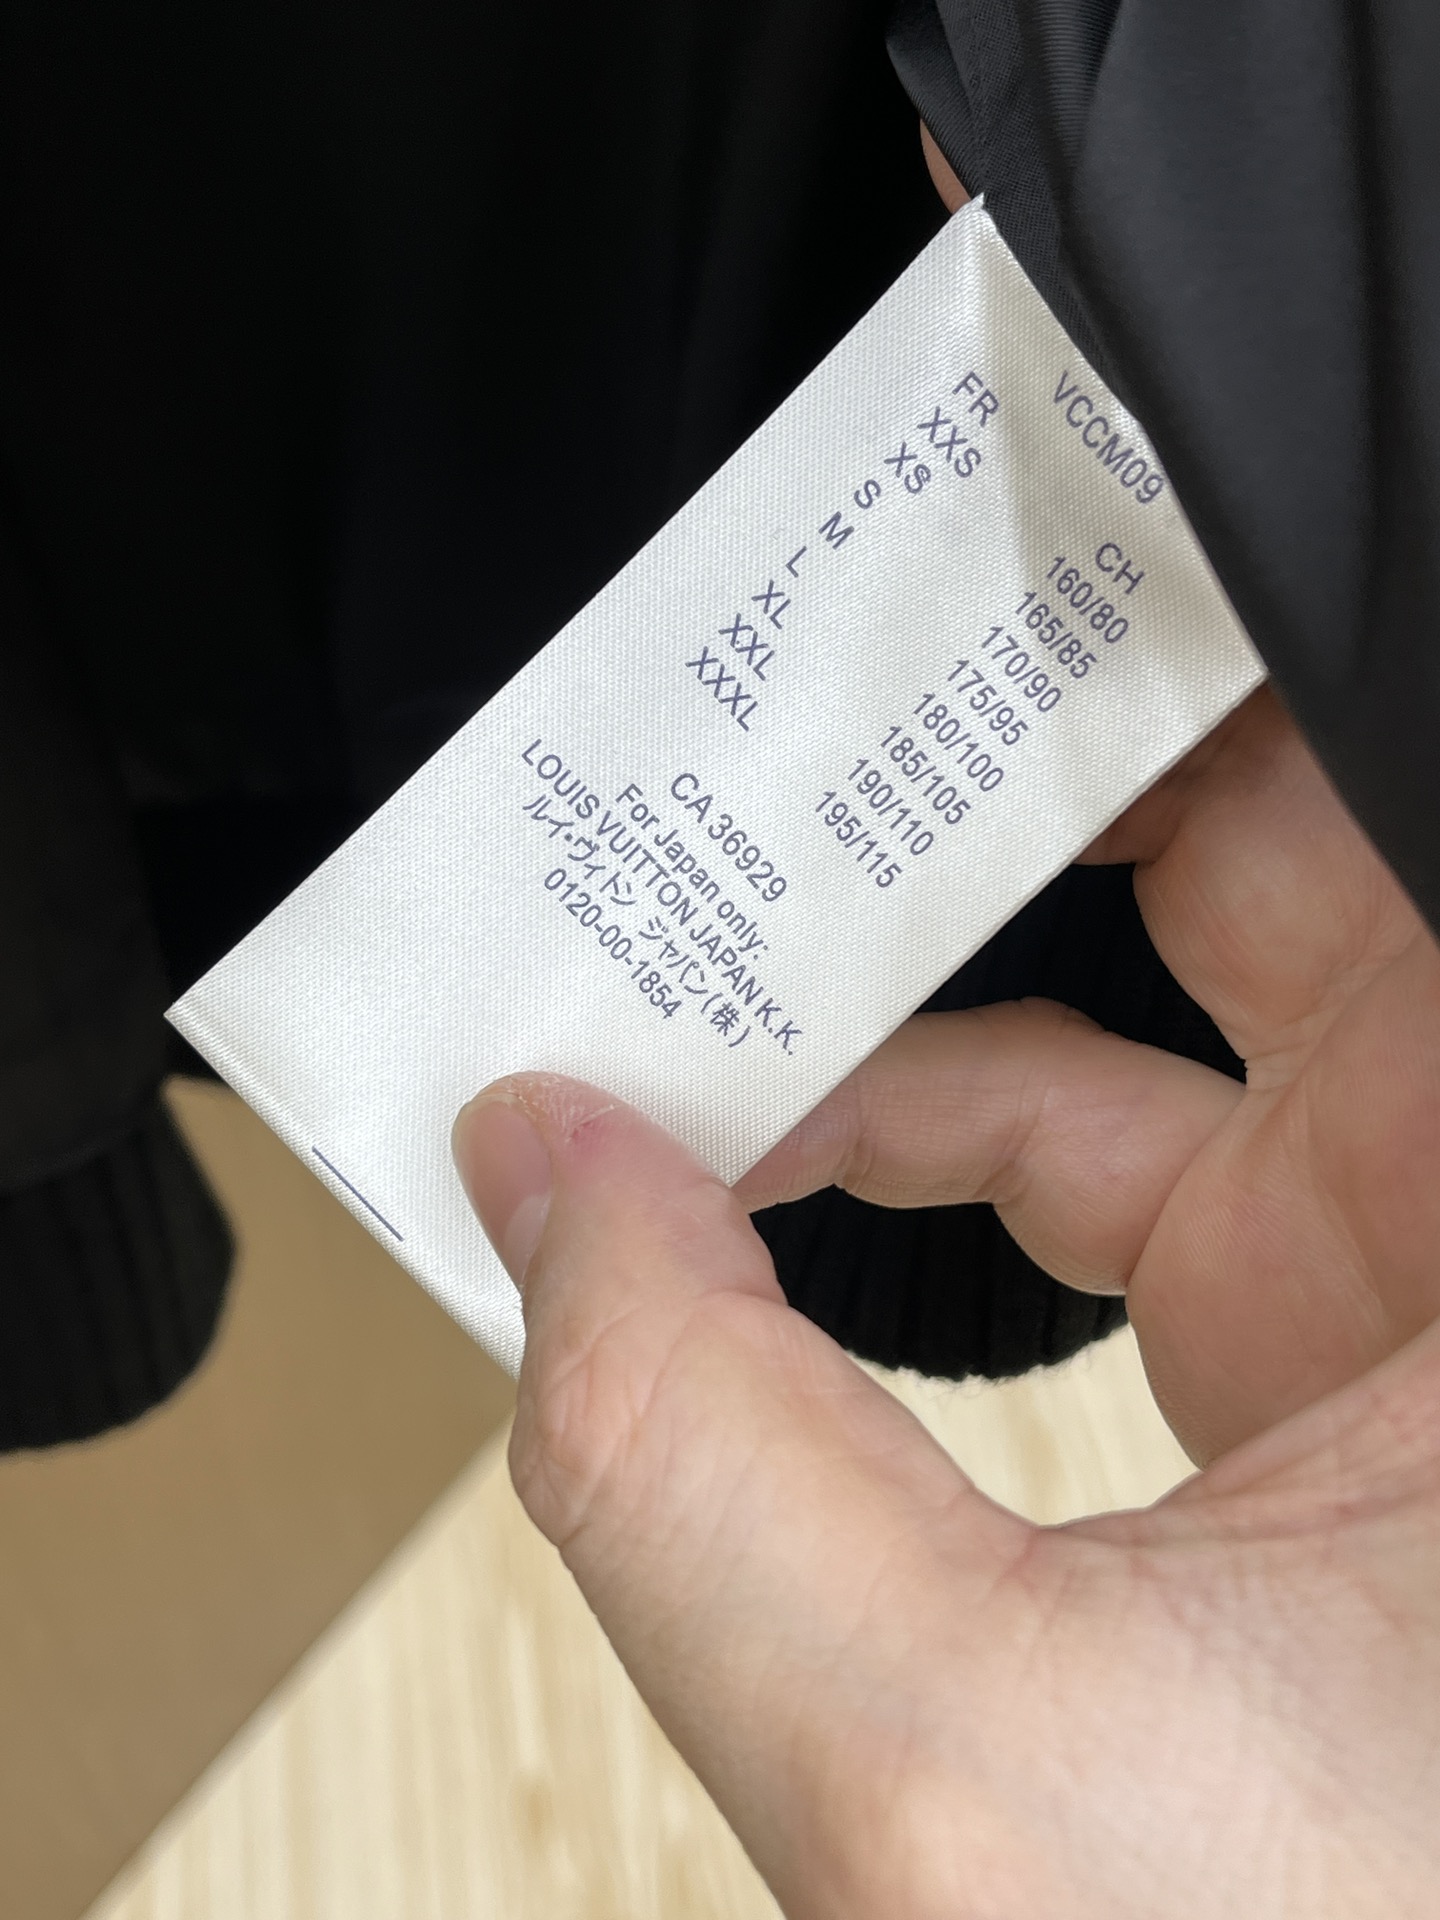 VCCM09
FR CH
XXS 160/80
XS 165/85
S 170/90
M 175/95
L 180/100
XL 185/105
XXL 190/110
XXXL 195/115
CA 36929
For Japan only:
LOUIS VUITTON JAPAN K.K.
ルイ・ヴィトン ジャパン(株)
0120-00-1854